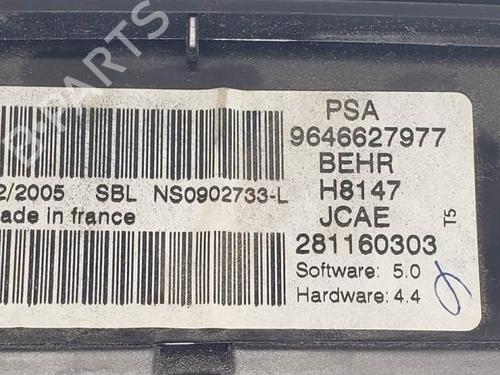 PSA
9646627977
BEHR
H8147
JCAE
281160303
Software: 5.0
Hardware: 4.4
T5
2/2005 SBL NS0902733-L
ade in france
B-PARTS